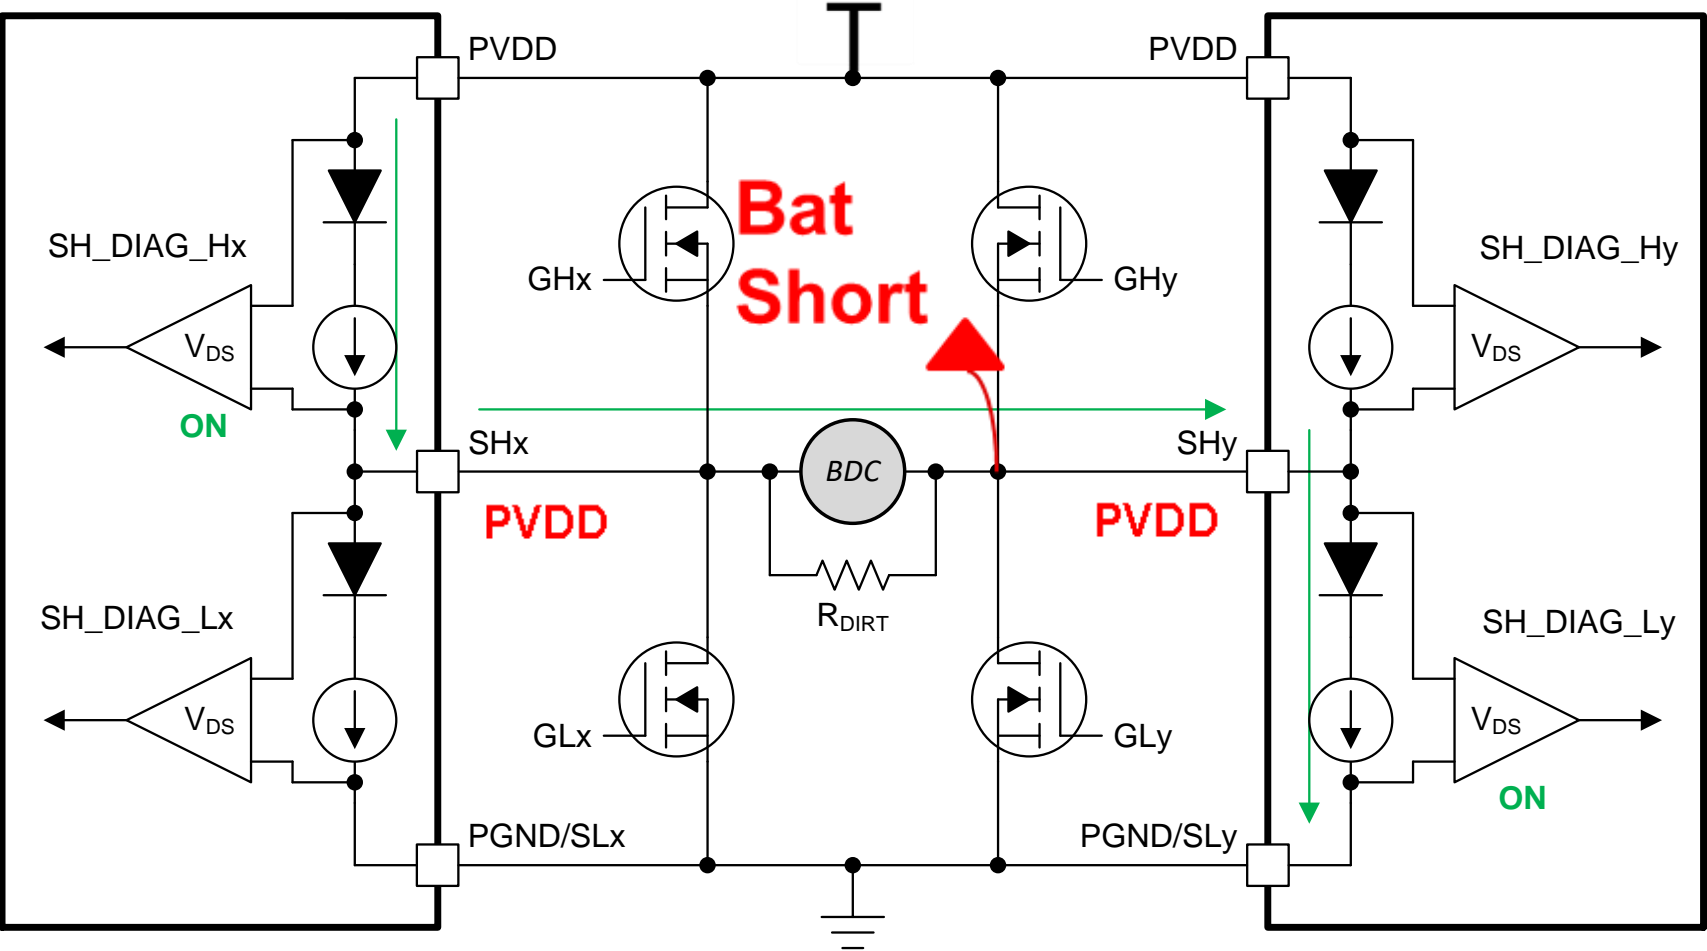 PVDD
PVDD
Bat
Short
SH_DIAG_Hx
SH_DIAG_Hy
GHx
GHy
VDS
VDS
ON
SHx
SHy
BDC
PVDD
PVDD
RDIRT
SH_DIAG_Lx
SH_DIAG_Ly
VDS
VDS
GLx
GLy
ON
PGND/SLx
PGND/SLy